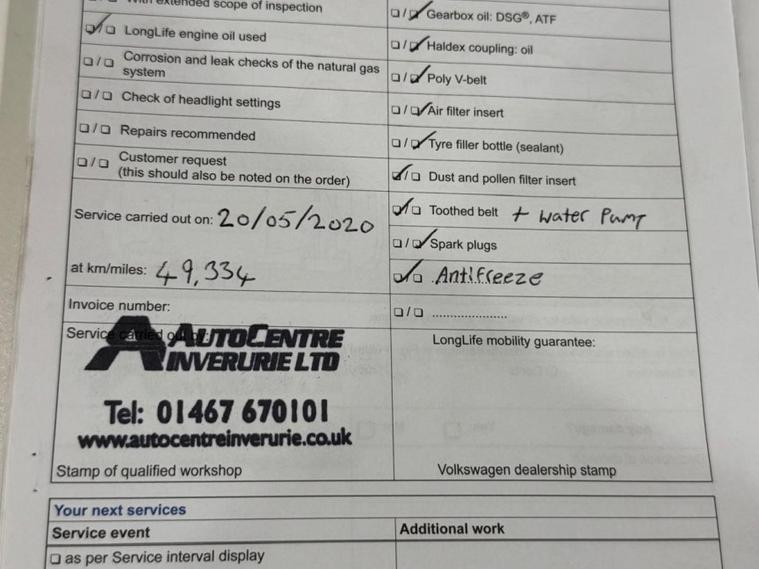 With extended scope of inspection
☐/☑ Gearbox oil: DSG®, ATF
☑/☐ LongLife engine oil used
☐/☑ Haldex coupling: oil
☐/☐ Corrosion and leak checks of the natural gas
system
☐/☑ Poly V-belt
☐/☐ Check of headlight settings
☐/☑ Air filter insert
☐/☐ Repairs recommended
☐/☑ Tyre filler bottle (sealant)
☐/☐ Customer request
(this should also be noted on the order)
☑/☐ Dust and pollen filter insert
Service carried out on: 20/05/2020
☑/☐ Toothed belt + Water Pump
☐/☑ Spark plugs
at km/miles: 49,334
☑/☐ Antifreeze
Invoice number:
☐/☐ .....................
Service carried out by:
AUTOCENTRE
INVERURIE LTD
Tel: 01467 670101
www.autocentreinverurie.co.uk
Stamp of qualified workshop
LongLife mobility guarantee:
Volkswagen dealership stamp
Your next services
Service event
Additional work
☐ as per Service interval display